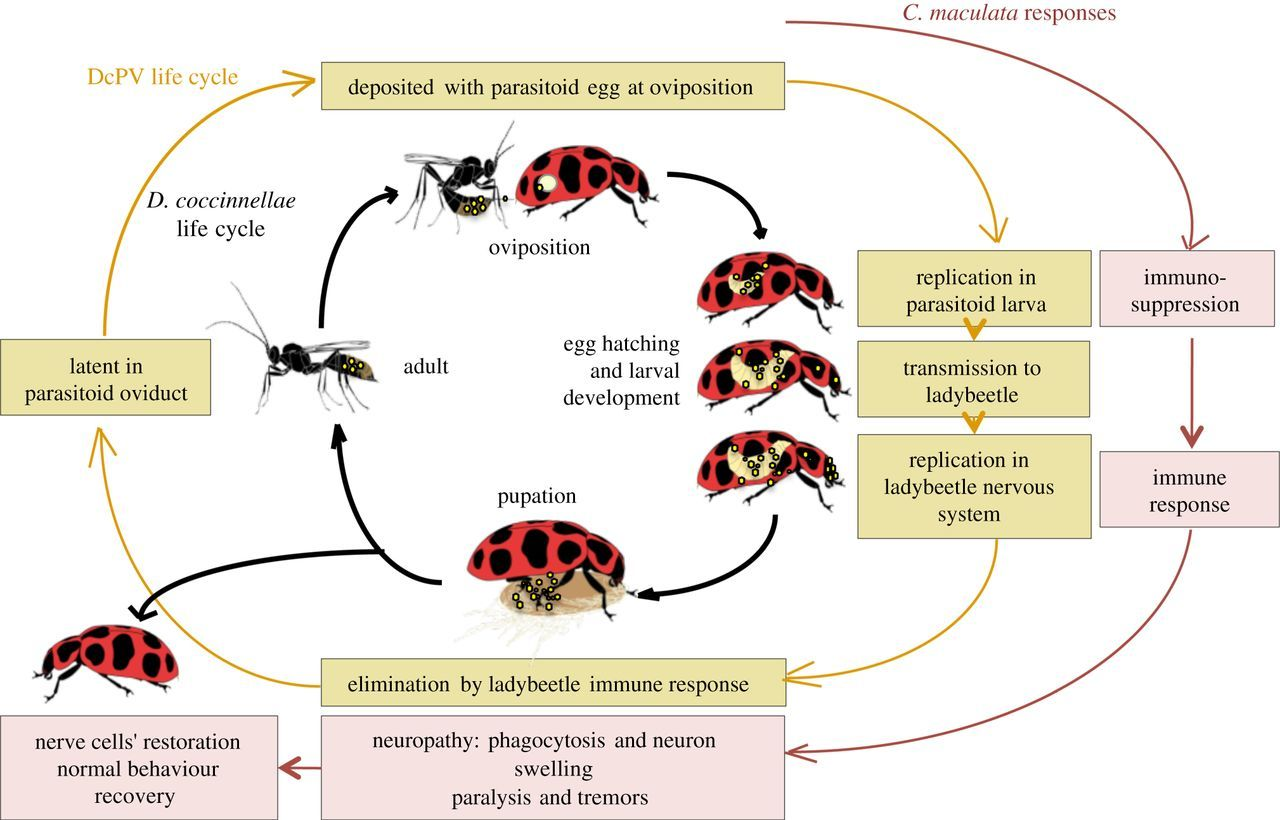 C. maculata responses
DcPV life cycle
deposited with parasitoid egg at oviposition
D. coccinnellae
life cycle
oviposition
replication in
parasitoid larva
immuno-
suppression
egg hatching
and larval
development
adult
latent in
parasitoid oviduct
transmission to
ladybeetle
replication in
ladybeetle nervous
system
immune
response
pupation
elimination by ladybeetle immune response
nerve cells' restoration
normal behaviour
recovery
neuropathy: phagocytosis and neuron
swelling
paralysis and tremors